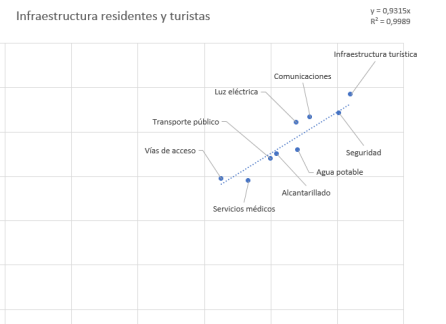 Infraestructura residentes y turistas
y = 0,9315x
R² = 0,9989
Infraestructura turística
Comunicaciones
Luz eléctrica
Transporte público
Vías de acceso
Seguridad
Agua potable
Alcantarillado
Servicios médicos